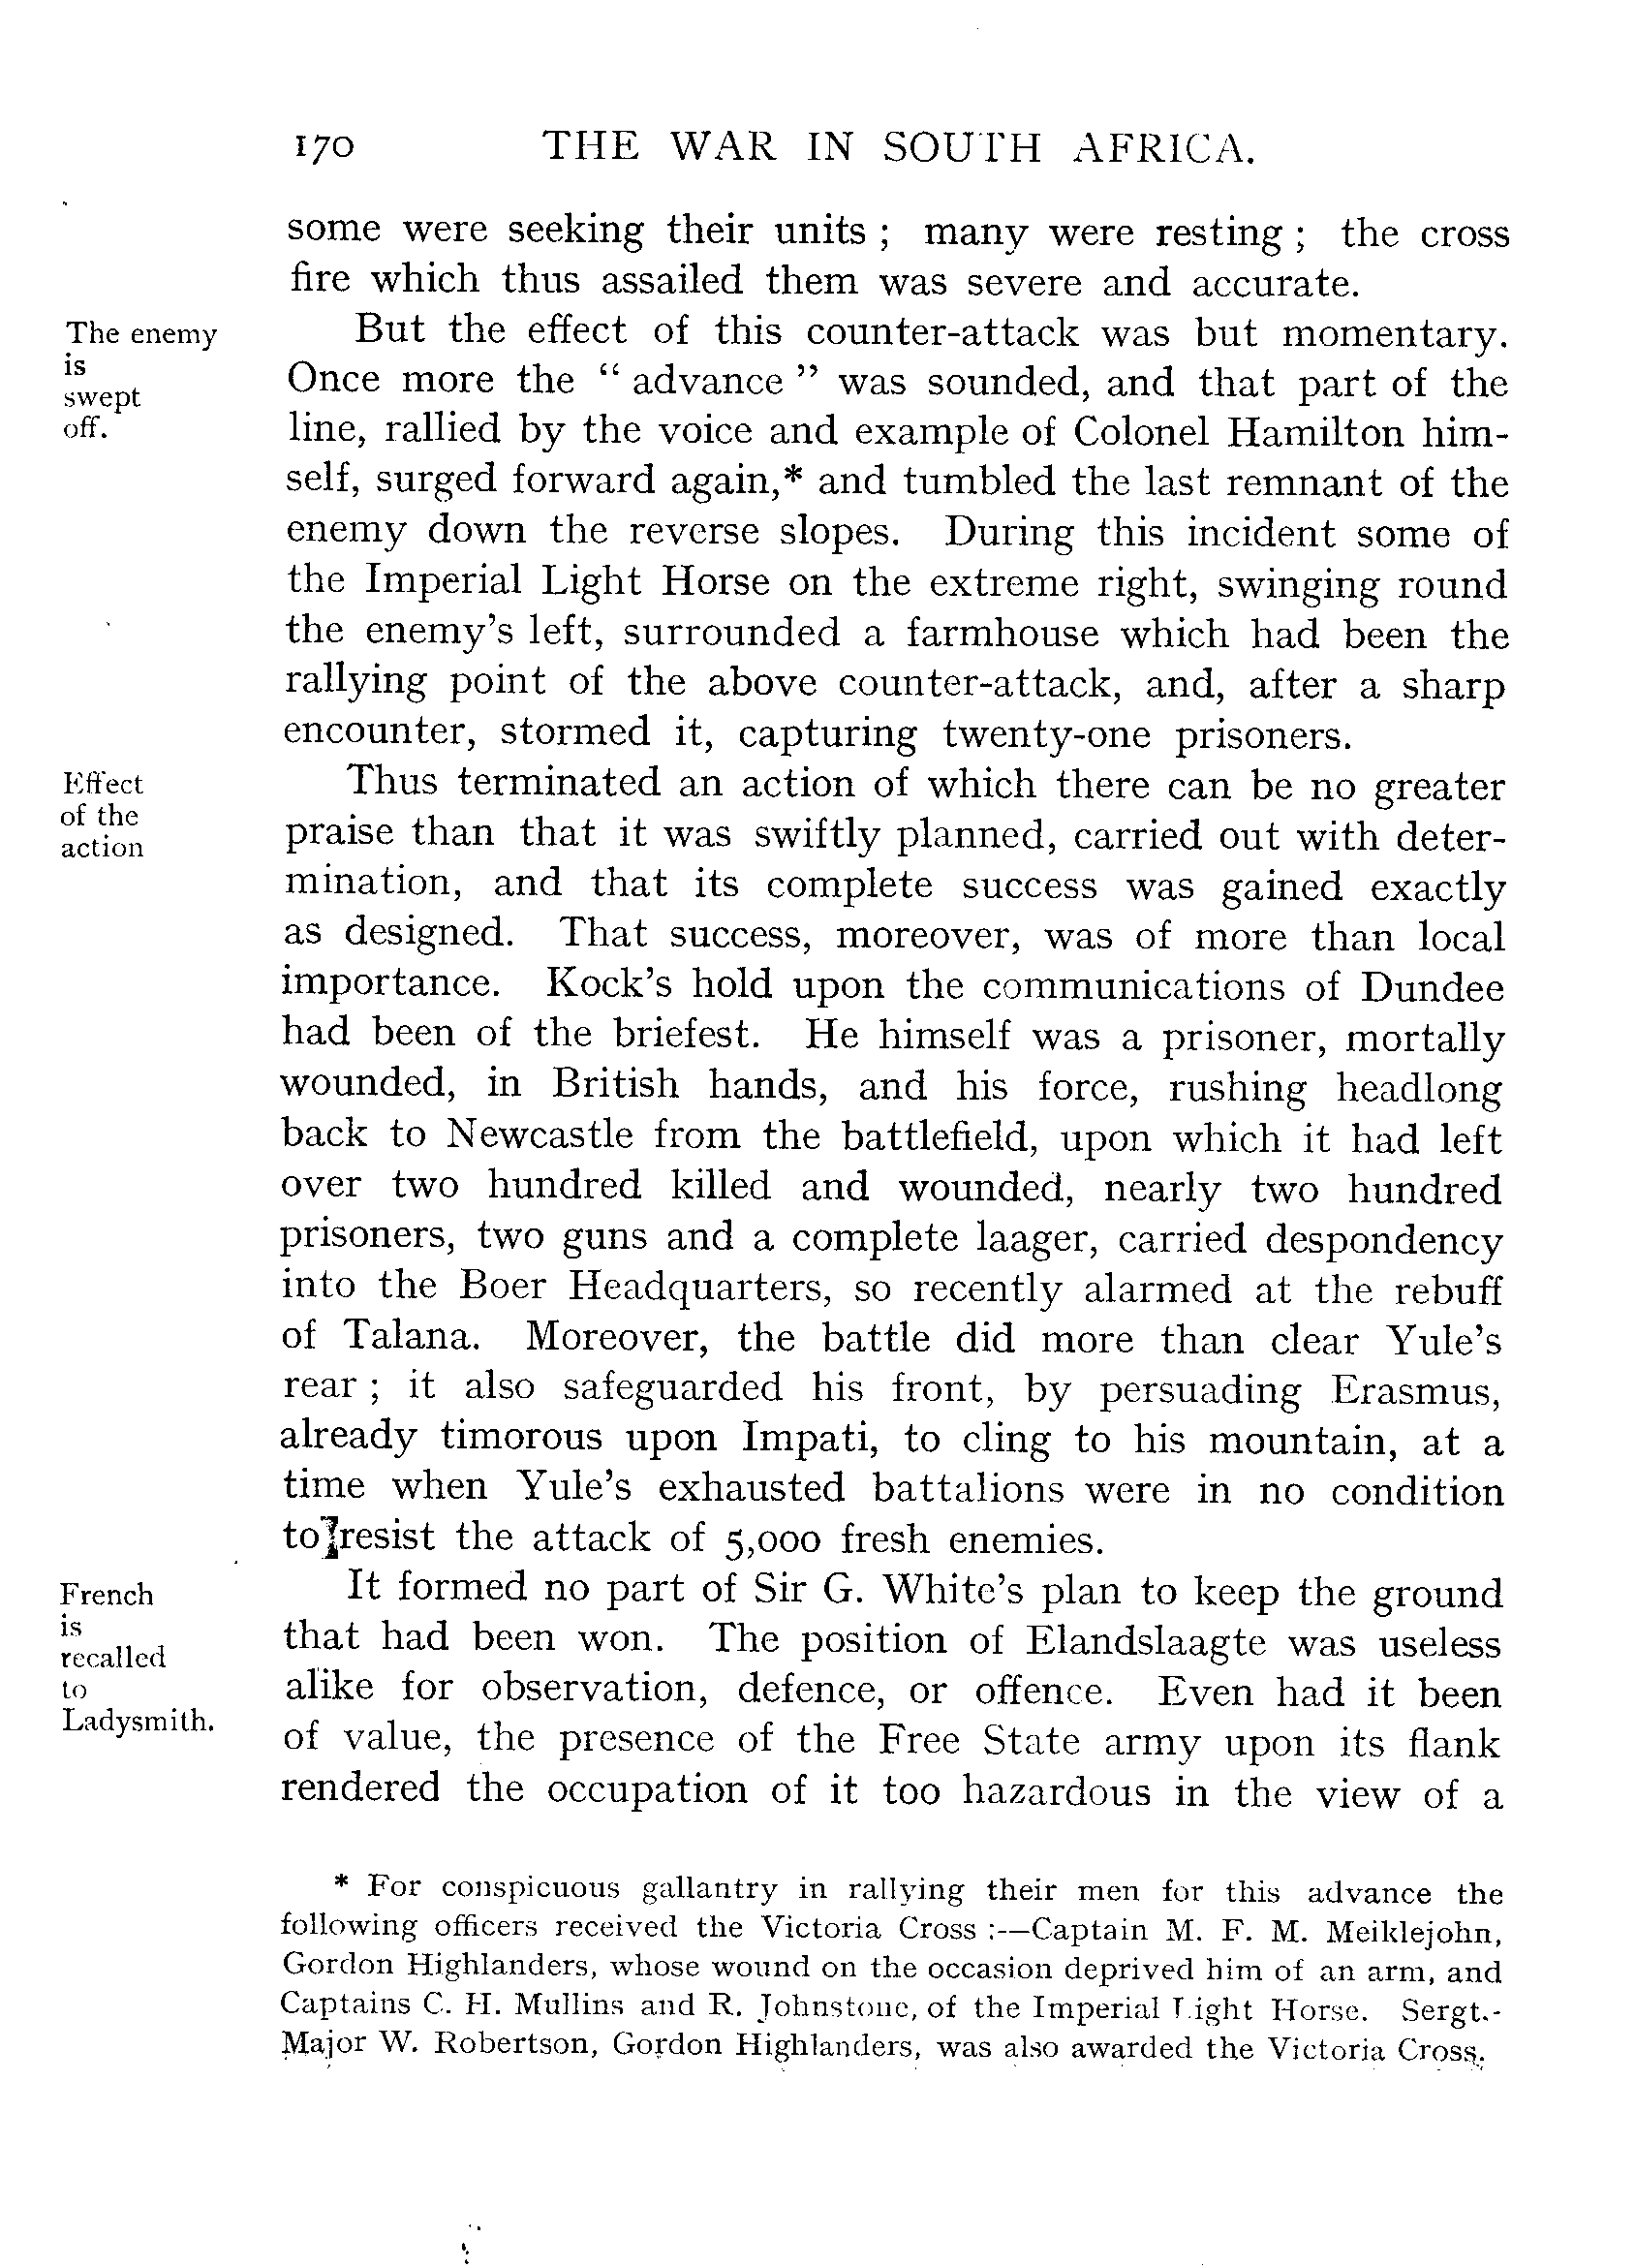 170 THE WAR IN SOUTH AFRICA.
some were seeking their units ; many were resting ; the cross
fire which thus assailed them was severe and accurate.
The enemy
is
swept
off.
But the effect of this counter-attack was but momentary.
Once more the “ advance ” was sounded, and that part of the
line, rallied by the voice and example of Colonel Hamilton him-
self, surged forward again,* and tumbled the last remnant of the
enemy down the reverse slopes. During this incident some of
the Imperial Light Horse on the extreme right, swinging round
the enemy’s left, surrounded a farmhouse which had been the
rallying point of the above counter-attack, and, after a sharp
encounter, stormed it, capturing twenty-one prisoners.
Effect
of the
action
Thus terminated an action of which there can be no greater
praise than that it was swiftly planned, carried out with deter-
mination, and that its complete success was gained exactly
as designed. That success, moreover, was of more than local
importance. Kock’s hold upon the communications of Dundee
had been of the briefest. He himself was a prisoner, mortally
wounded, in British hands, and his force, rushing headlong
back to Newcastle from the battlefield, upon which it had left
over two hundred killed and wounded, nearly two hundred
prisoners, two guns and a complete laager, carried despondency
into the Boer Headquarters, so recently alarmed at the rebuff
of Talana. Moreover, the battle did more than clear Yule’s
rear ; it also safeguarded his front, by persuading Erasmus,
already timorous upon Impati, to cling to his mountain, at a
time when Yule’s exhausted battalions were in no condition
to resist the attack of 5,000 fresh enemies.
French
is
recalled
to
Ladysmith.
It formed no part of Sir G. White’s plan to keep the ground
that had been won. The position of Elandslaagte was useless
alike for observation, defence, or offence. Even had it been
of value, the presence of the Free State army upon its flank
rendered the occupation of it too hazardous in the view of a
* For conspicuous gallantry in rallying their men for this advance the
following officers received the Victoria Cross :—Captain M. F. M. Meiklejohn,
Gordon Highlanders, whose wound on the occasion deprived him of an arm, and
Captains C. H. Mullins and R. Johnstone, of the Imperial Light Horse. Sergt.-
Major W. Robertson, Gordon Highlanders, was also awarded the Victoria Cross.